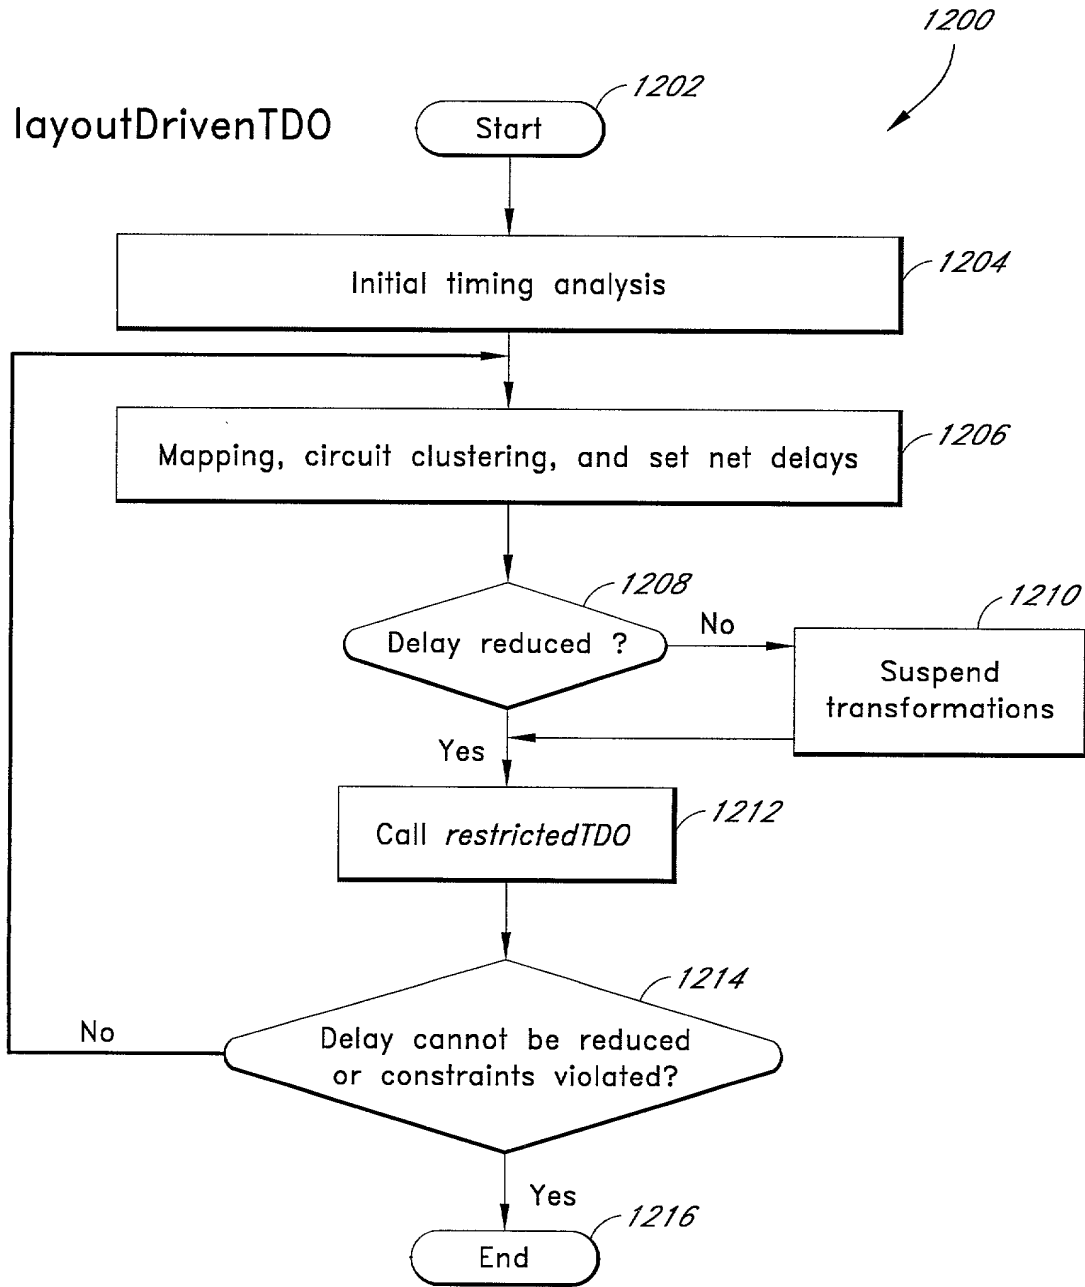 1200
layoutDrivenTDO
1202
Start
1204
Initial timing analysis
1206
Mapping, circuit clustering, and set net delays
1208
Delay reduced ?
No
1210
Suspend
transformations
Yes
1212
Call restrictedTDO
1214
Delay cannot be reduced
or constraints violated?
No
Yes
1216
End